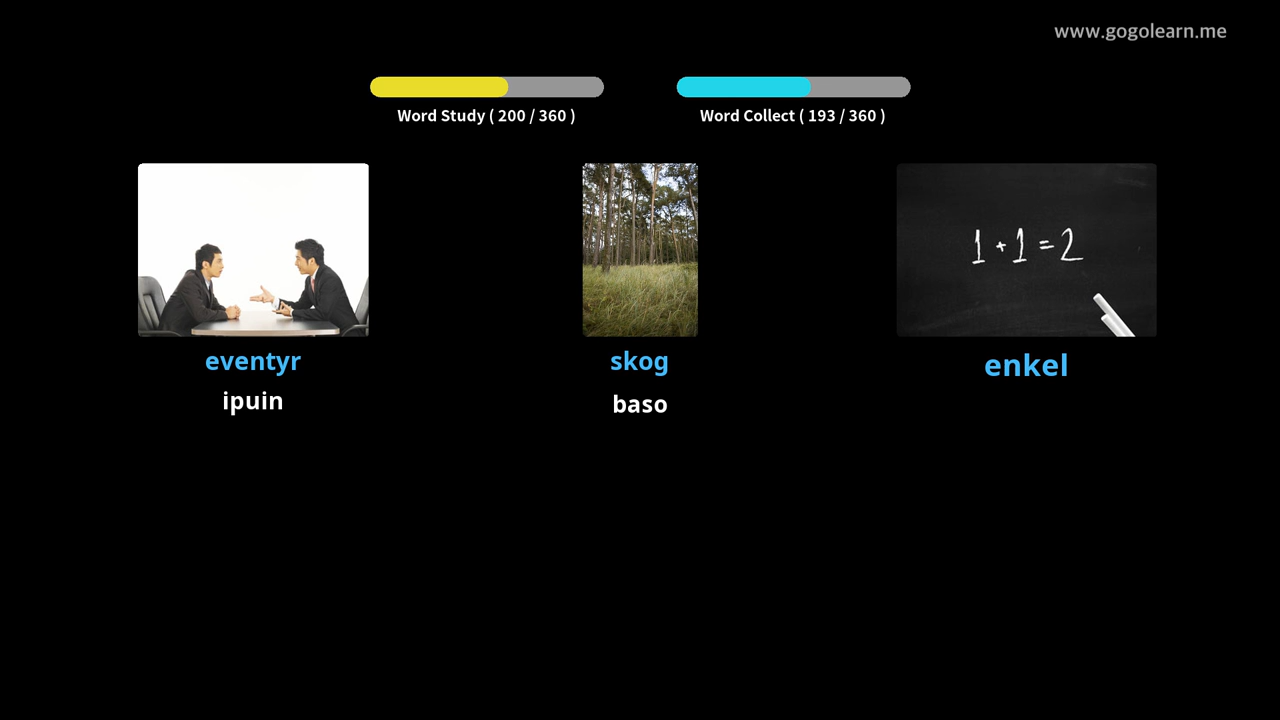 www.gogolearn.me
Word Study ( 200 / 360 )
Word Collect ( 193 / 360 )
1 + 1 = 2
eventyr
skog
enkel
ipuin
baso